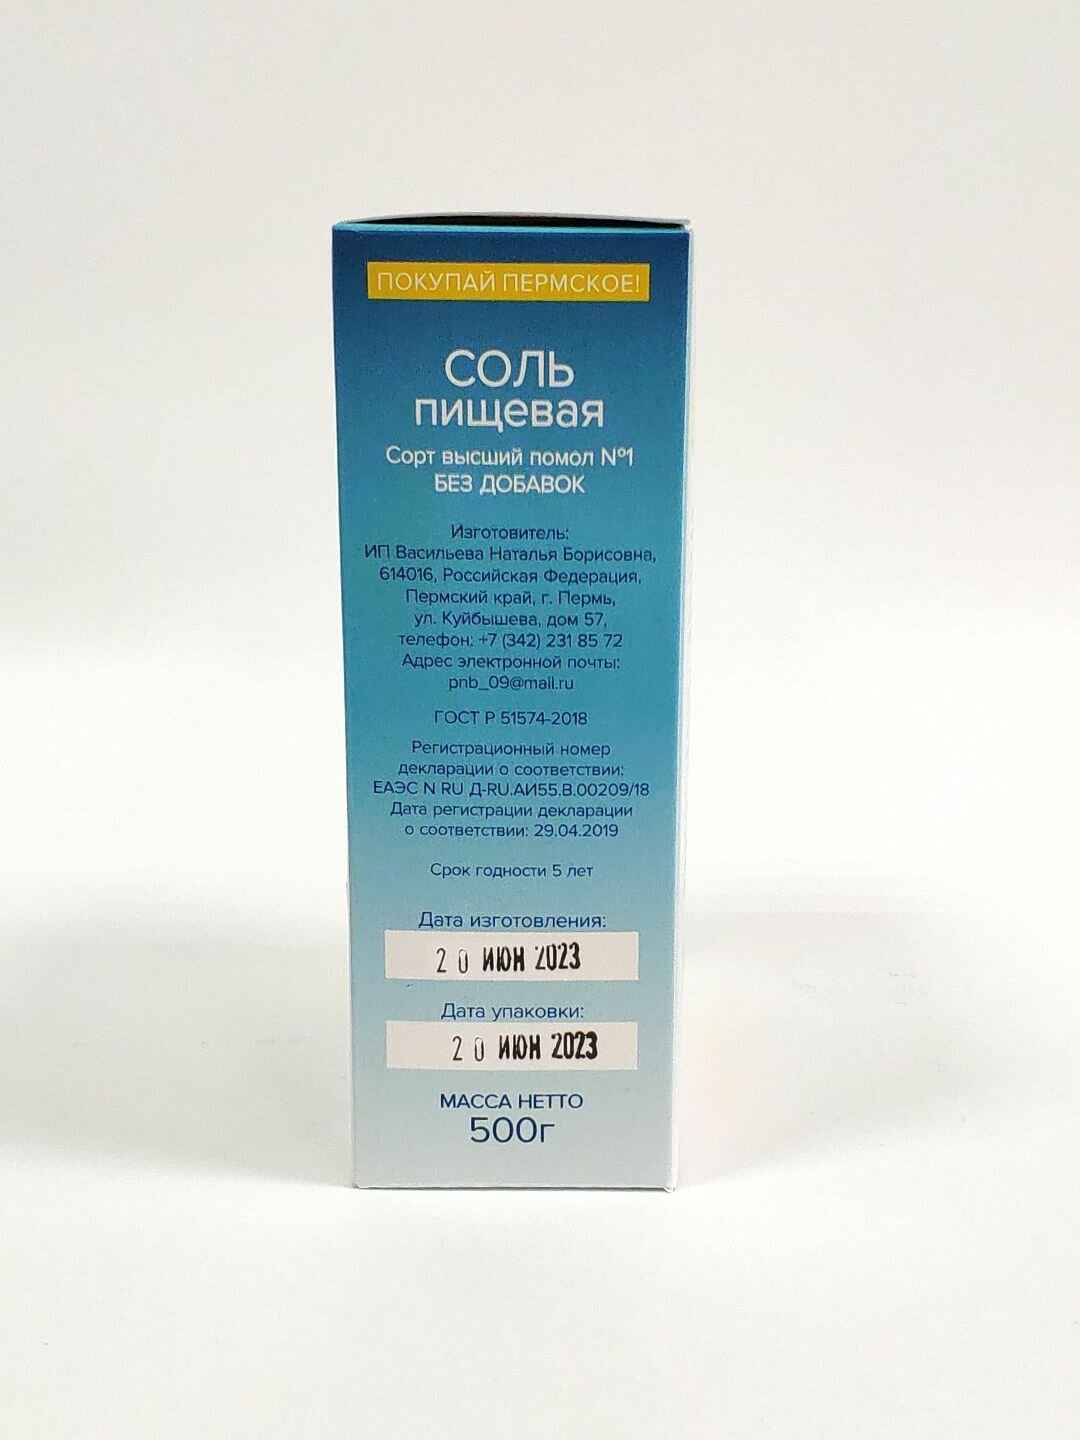 ПОКУПАЙ ПЕРМСКОЕ!
СОЛЬ
пищевая
Сорт высший помол №1
БЕЗ ДОБАВОК
Изготовитель:
ИП Васильева Наталья Борисовна,
614016, Российская Федерация,
Пермский край, г. Пермь,
ул. Куйбышева, дом 57,
телефон: +7 (342) 231 85 72
Адрес электронной почты:
pnb_09@mail.ru
ГОСТ Р 51574-2018
Регистрационный номер
декларации о соответствии:
ЕАЭС N RU Д-RU.АИ55.В.00209/18
Дата регистрации декларации
о соответствии: 29.04.2019
Срок годности 5 лет
Дата изготовления:
20 ИЮН 2023
Дата упаковки:
20 ИЮН 2023
МАССА НЕТТО
500г